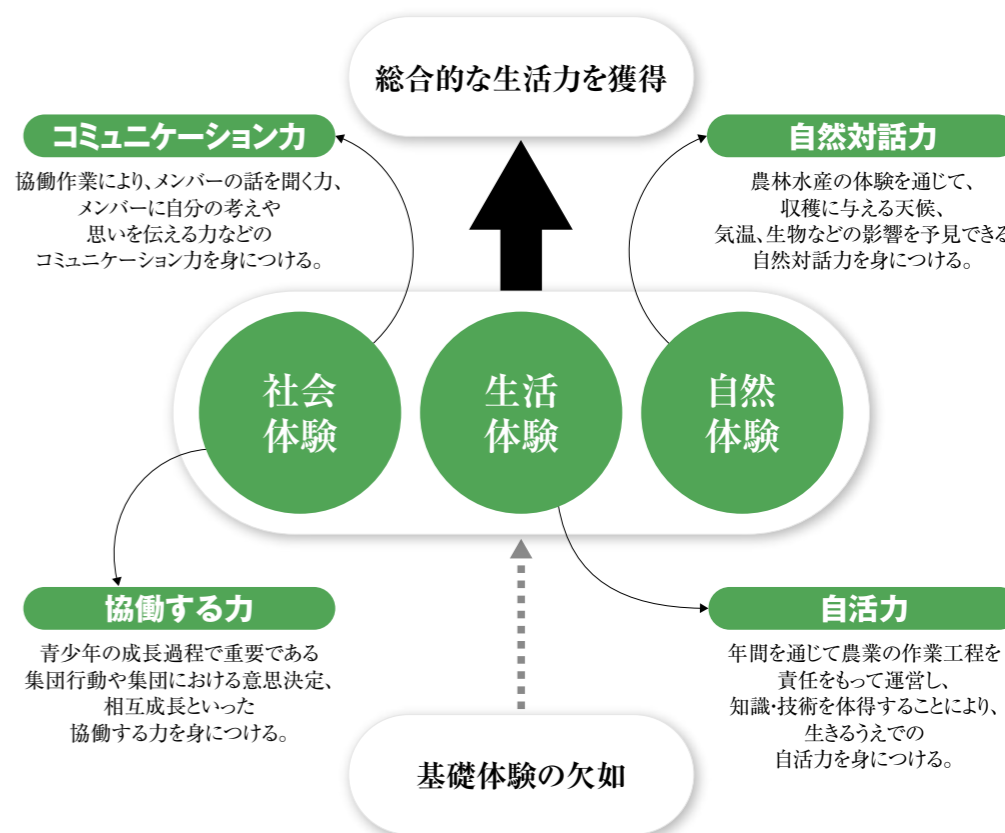 総合的な生活力を獲得
コミュニケーション力
協働作業により、メンバーの話を聞く力、
メンバーに自分の考えや
思いを伝える力などの
コミュニケーション力を身につける。
自然対話力
農林水産の体験を通じて、
収穫に与える天候、
気温、生物などの影響を予見できる
自然対話力を身につける。
社会
体験
生活
体験
自然
体験
協働する力
青少年の成長過程で重要である
集団行動や集団における意思決定、
相互成長といった
協働する力を身につける。
自活力
年間を通じて農業の作業工程を
責任をもって運営し、
知識・技術を体得することにより、
生きるうえでの
自活力を身につける。
基礎体験の欠如